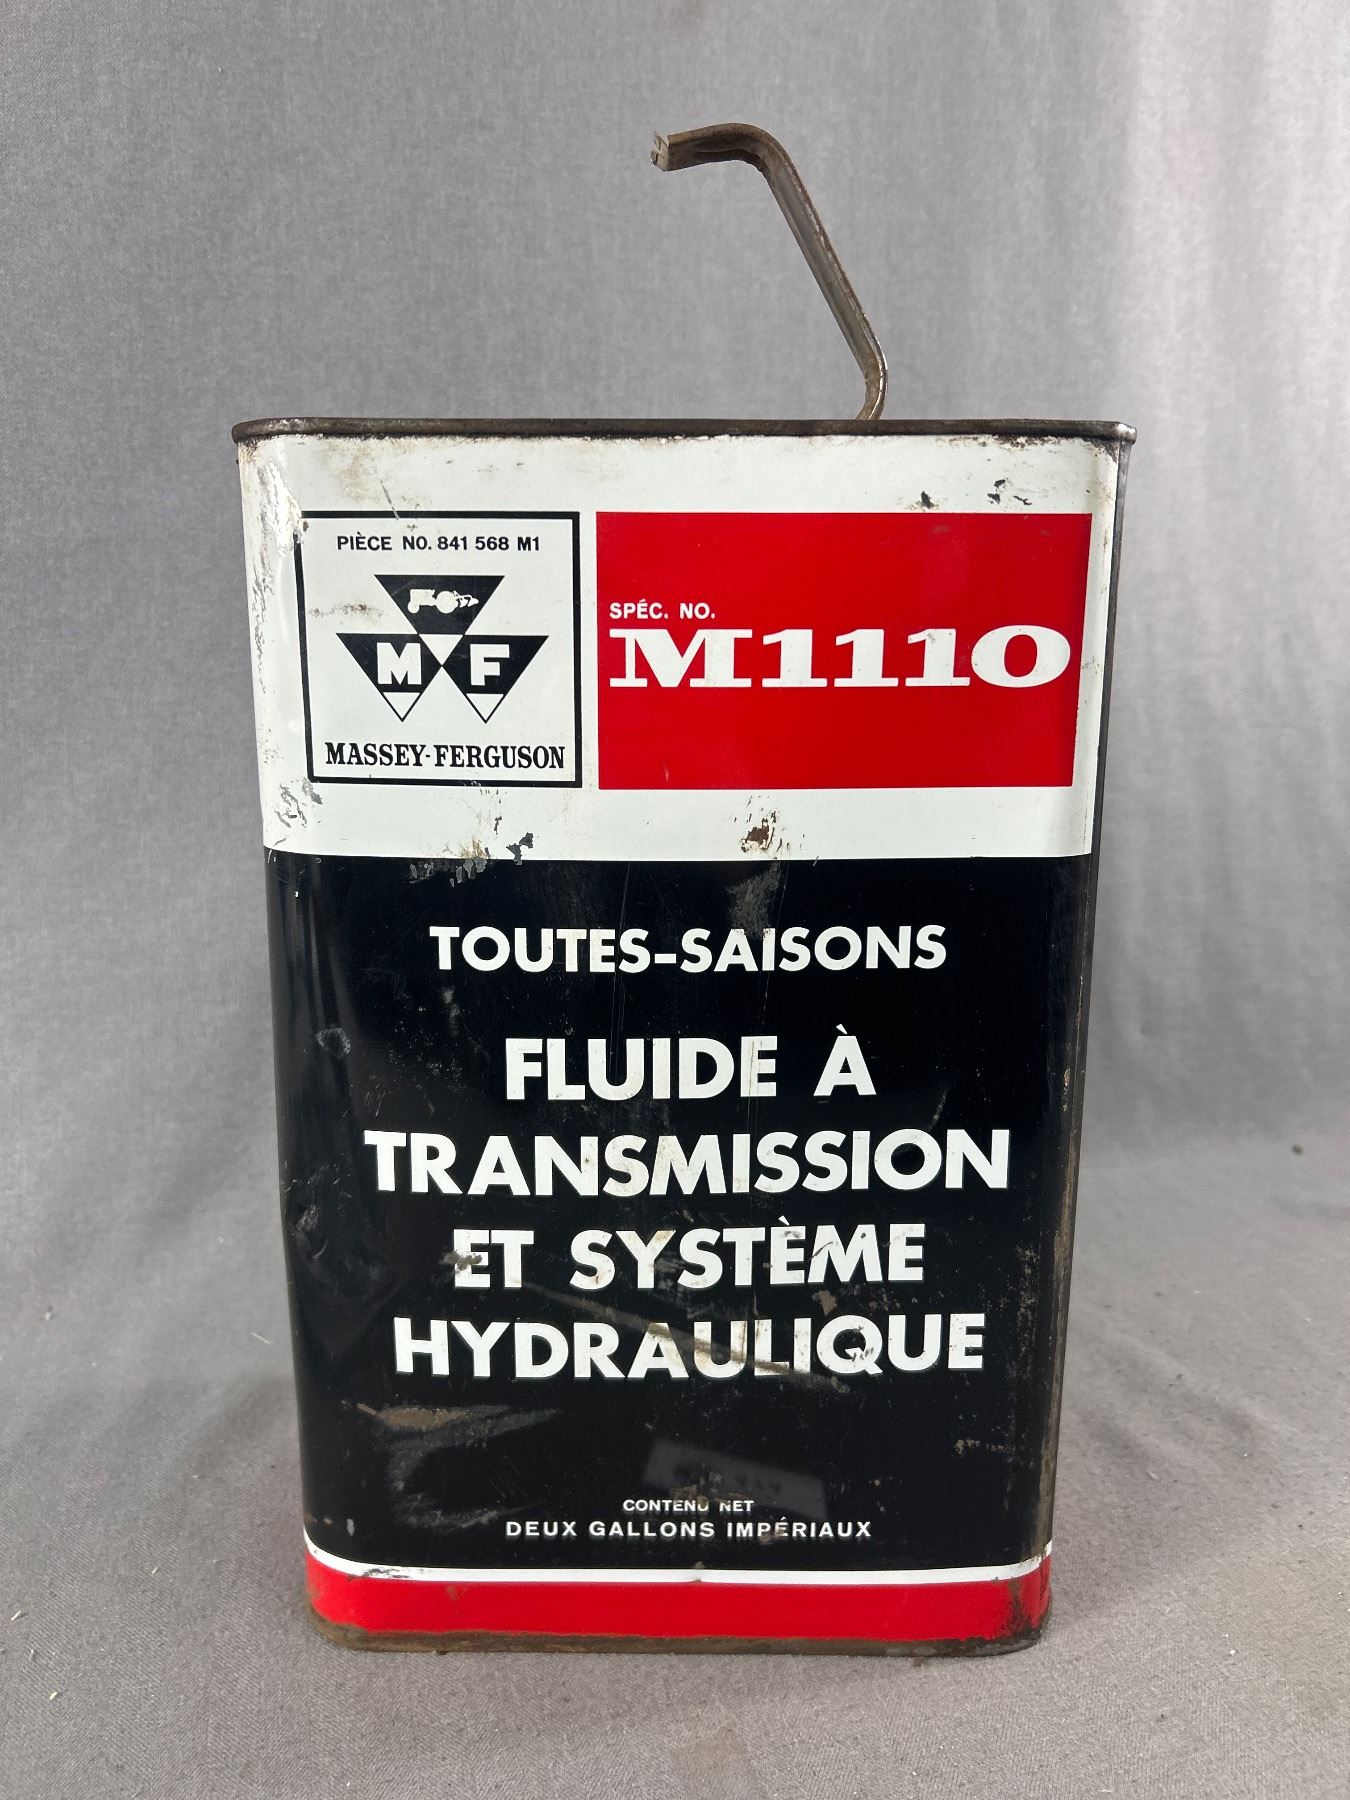 PIÈCE NO. 841 568 M1
M F
MASSEY-FERGUSON
SPÉC. NO.
M1110
TOUTES-SAISONS
FLUIDE À
TRANSMISSION
ET SYSTÈME
HYDRAULIQUE
CONTENU NET
DEUX GALLONS IMPÉRIAUX